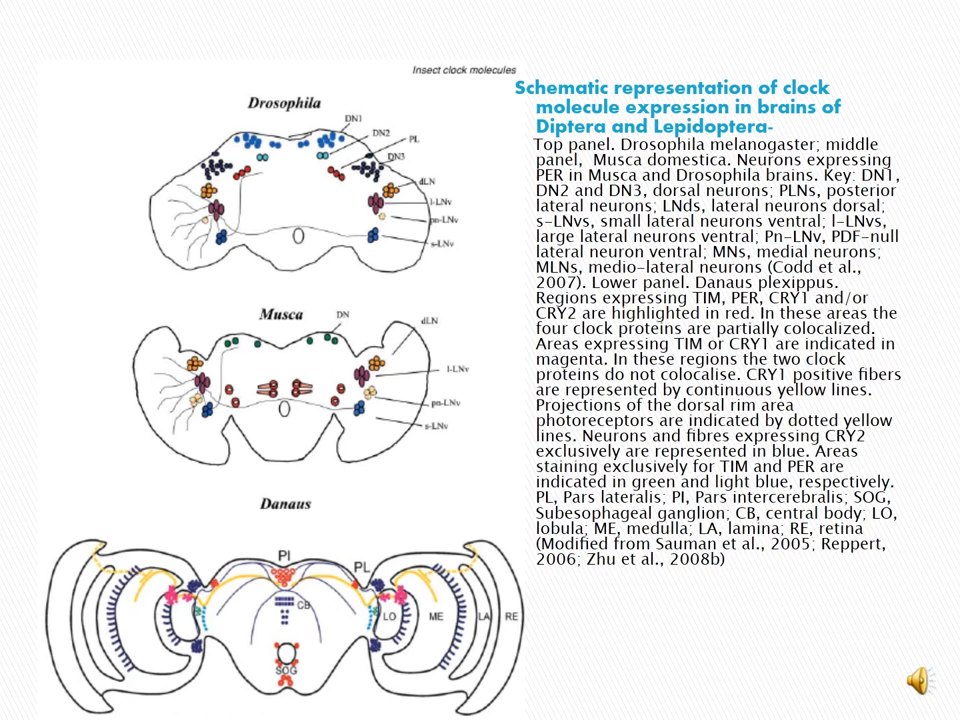 Insect clock molecules
Drosophila
DN1
DN2
PL
DN3
dLN
l-LNv
pn-LNv
s-LNv
Musca
DN
dLN
l-LNv
pn-LNv
s-LNv
Danaus
PI
PL
CB
LO
ME
LA
RE
SOG
Schematic representation of clock
molecule expression in brains of
Diptera and Lepidoptera-
Top panel. Drosophila melanogaster; middle
panel, Musca domestica. Neurons expressing
PER in Musca and Drosophila brains. Key: DN1,
DN2 and DN3, dorsal neurons; PLNs, posterior
lateral neurons; LNds, lateral neurons dorsal;
s-LNvs, small lateral neurons ventral; l-LNvs,
large lateral neurons ventral; Pn-LNv, PDF-null
lateral neuron ventral; MNs, medial neurons;
MLNs, medio-lateral neurons (Codd et al.,
2007). Lower panel. Danaus plexippus.
Regions expressing TIM, PER, CRY1 and/or
CRY2 are highlighted in red. In these areas the
four clock proteins are partially colocalized.
Areas expressing TIM or CRY1 are indicated in
magenta. In these regions the two clock
proteins do not colocalise. CRY1 positive fibers
are represented by continuous yellow lines.
Projections of the dorsal rim area
photoreceptors are indicated by dotted yellow
lines. Neurons and fibres expressing CRY2
exclusively are represented in blue. Areas
staining exclusively for TIM and PER are
indicated in green and light blue, respectively.
PL, Pars lateralis; PI, Pars intercerebralis; SOG,
Subesophageal ganglion; CB, central body; LO,
lobula; ME, medulla; LA, lamina; RE, retina
(Modified from Sauman et al., 2005; Reppert,
2006; Zhu et al., 2008b)